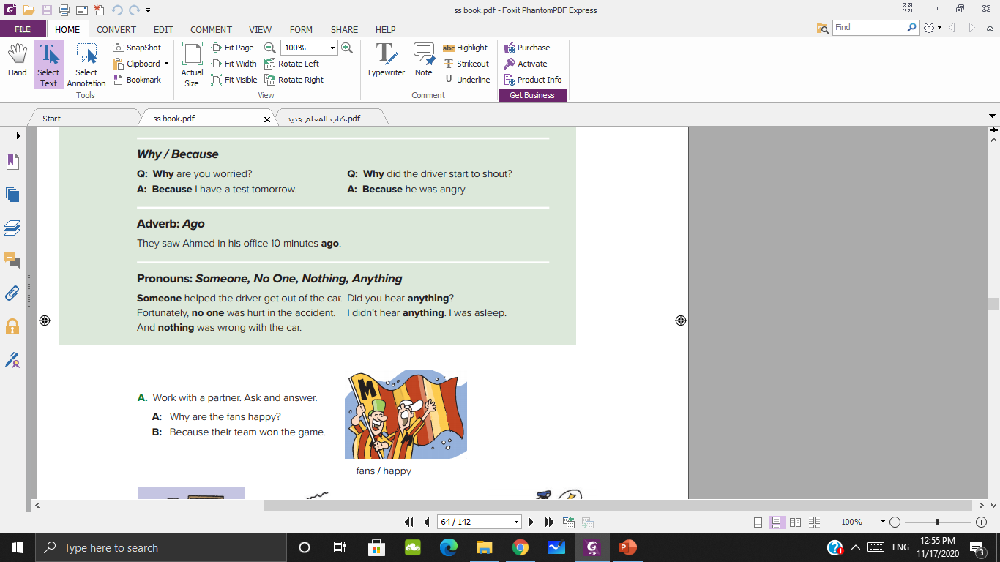 ss book.pdf - Foxit PhantomPDF Express
FILE HOME CONVERT EDIT COMMENT VIEW FORM SHARE HELP Find
Hand
Select Text
Select Annotation
SnapShot
Clipboard
Bookmark
Tools
Actual Size
Fit Page
Fit Width
Fit Visible
100%
Rotate Left
Rotate Right
View
Typewriter
Note
abc Highlight
T Strikeout
U Underline
Comment
Purchase
Activate
Product Info
Get Business
Start ss book.pdf كتاب المعلم جديد.pdf
Why / Because
Q: Why are you worried?
A: Because I have a test tomorrow.
Q: Why did the driver start to shout?
A: Because he was angry.
Adverb: Ago
They saw Ahmed in his office 10 minutes ago.
Pronouns: Someone, No One, Nothing, Anything
Someone helped the driver get out of the car.
Fortunately, no one was hurt in the accident.
And nothing was wrong with the car.
Did you hear anything?
I didn't hear anything. I was asleep.
A. Work with a partner. Ask and answer.
A: Why are the fans happy?
B: Because their team won the game.
M
M
fans / happy
64 / 142
100%
Type here to search
PDF
ENG
12:55 PM
11/17/2020
3